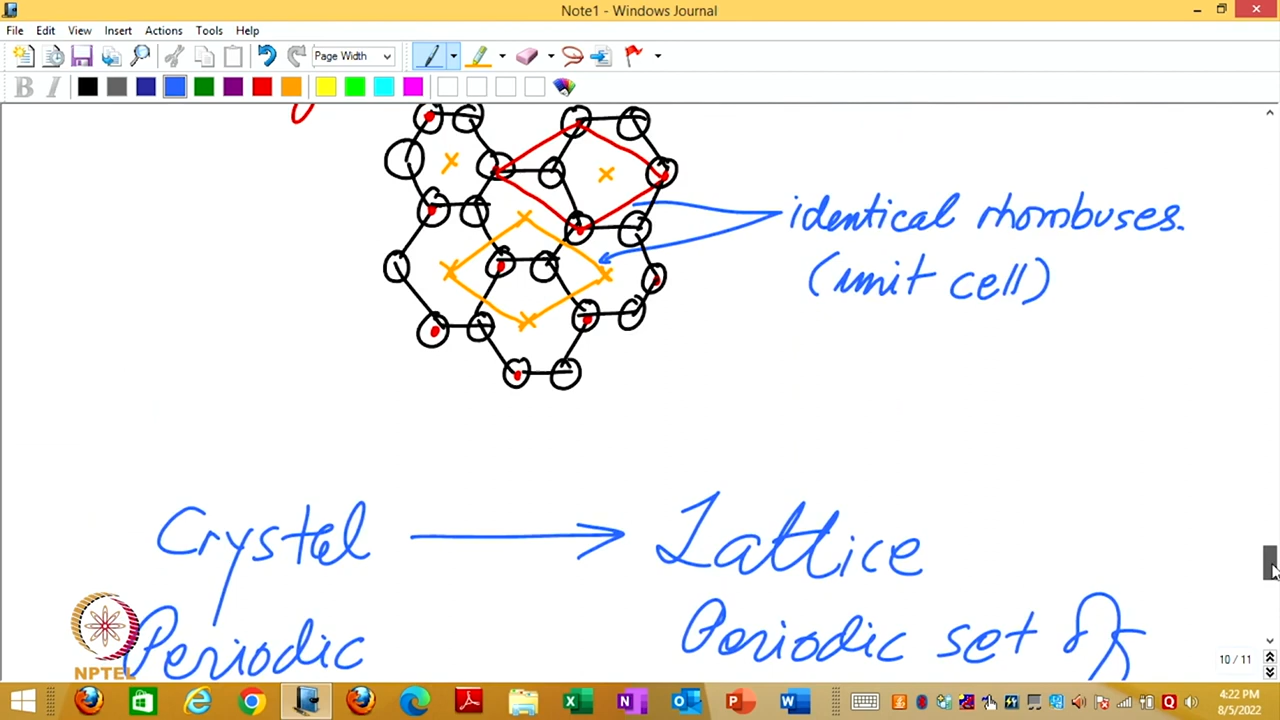 Note1 - Windows Journal
File Edit View Insert Actions Tools Help
Page Width
B I
identical rhombuses.
(unit cell)
Crystal → Lattice
Periodic Periodic set of
NPTEL
10 / 11
4:22 PM
8/5/2022